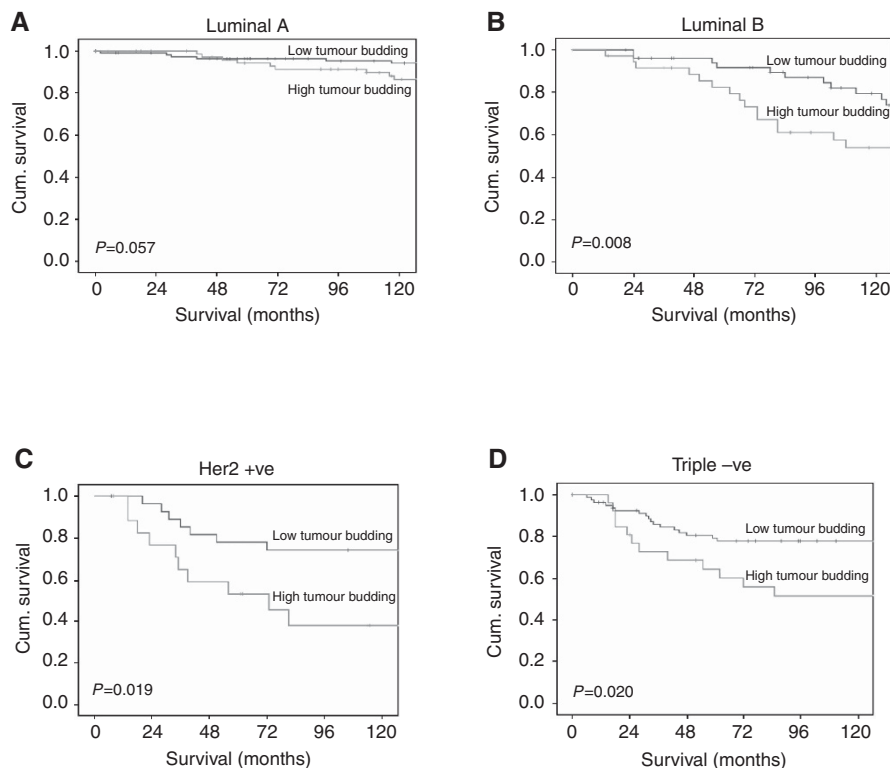 A
Luminal A
1.0
0.8
0.6
0.4
0.2
0.0
Cum. survival
Low tumour budding
High tumour budding
P=0.057
0 24 48 72 96 120
Survival (months)
B
Luminal B
1.0
0.8
0.6
0.4
0.2
0.0
Cum. survival
Low tumour budding
High tumour budding
P=0.008
0 24 48 72 96 120
Survival (months)
C
Her2 +ve
1.0
0.8
0.6
0.4
0.2
0.0
Cum. survival
Low tumour budding
High tumour budding
P=0.019
0 24 48 72 96 120
Survival (months)
D
Triple –ve
1.0
0.8
0.6
0.4
0.2
0.0
Cum. survival
Low tumour budding
High tumour budding
P=0.020
0 24 48 72 96 120
Survival (months)